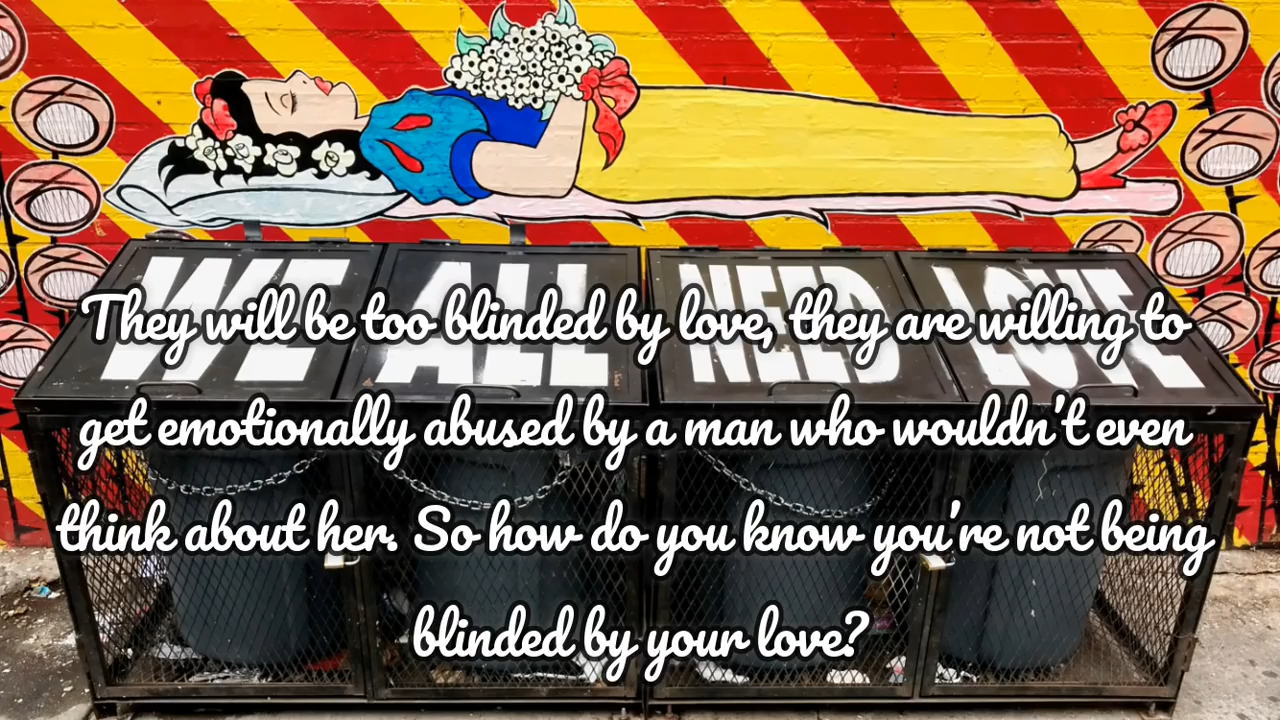 WE ALL NEED LOVE
They will be too blinded by love, they are willing to
get emotionally abused by a man who wouldn't even
think about her. So how do you know you're not being
blinded by your love?